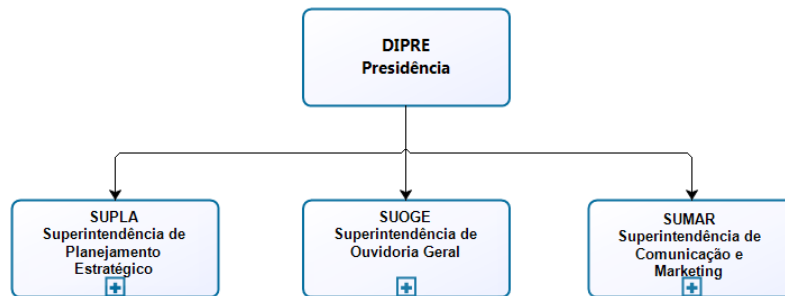 DIPRE
Presidência
SUPLA
Superintendência de
Planejamento
Estratégico
SUOGE
Superintendência de
Ouvidoria Geral
SUMAR
Superintendência de
Comunicação e
Marketing